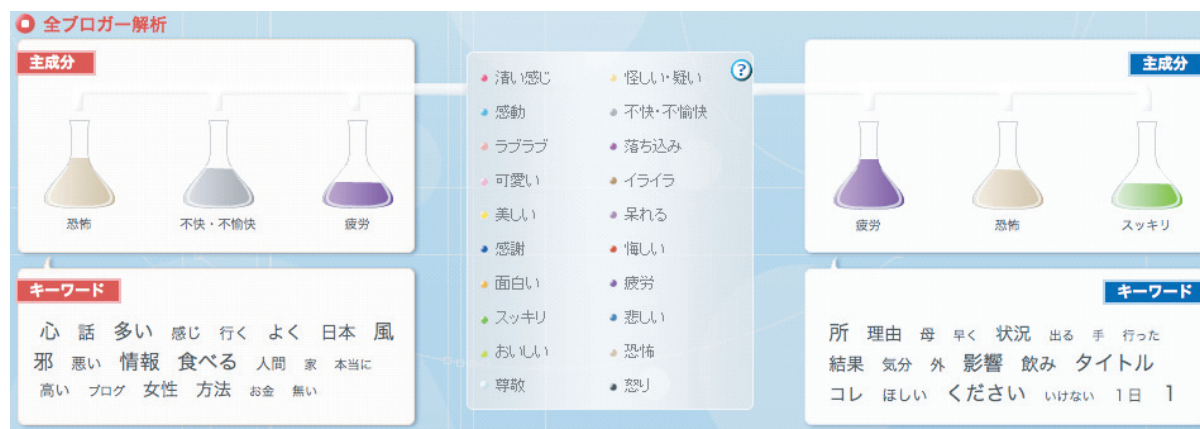 全ブロガー解析
主成分
恐怖
不快・不愉快
疲労
キーワード
心 話 多い 感じ 行く よく 日本 風
邪 悪い 情報 食べる 人間 家 本当に
高い ブログ 女性 方法 お金 無い
清い感じ
感動
ラブラブ
可愛い
美しい
感謝
面白い
スッキリ
おいしい
尊敬
怪しい・疑い
不快・不愉快
落ち込み
イライラ
呆れる
悔しい
疲労
悲しい
恐怖
怒り
?
主成分
疲労
恐怖
スッキリ
キーワード
所 理由 母 早く 状況 出る 手 行った
結果 気分 外 影響 飲み タイトル
コレ ほしい ください いけない 1日 1